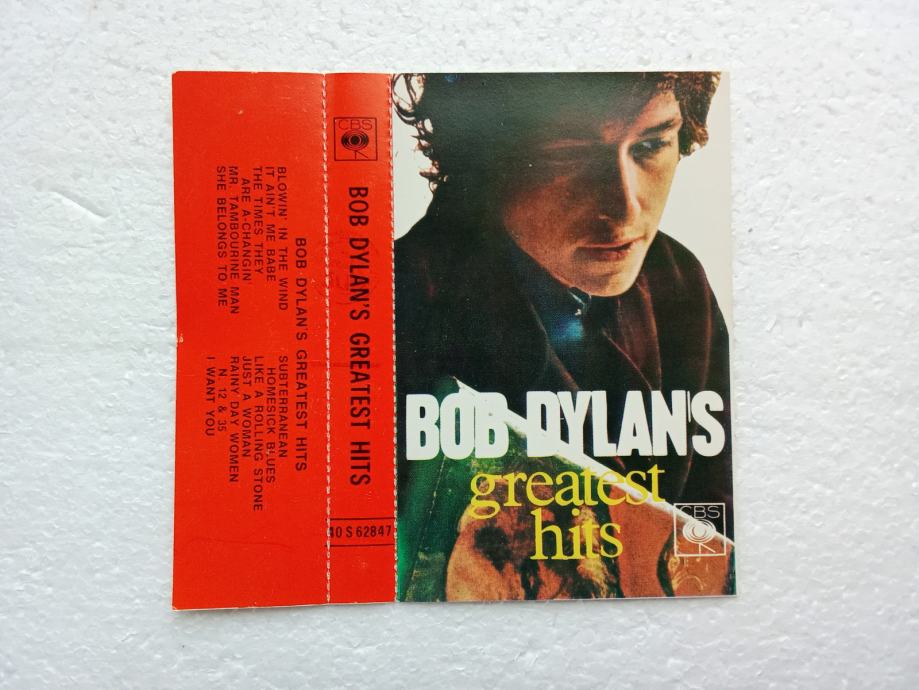 BOB DYLAN'S GREATEST HITS
BLOWIN' IN THE WIND
IT AIN'T ME BABE
THE TIMES THEY
ARE A-CHANGIN'
MR. TAMBOURINE MAN
SHE BELONGS TO ME
SUBTERRANEAN
HOMESICK BLUES
LIKE A ROLLING STONE
JUST A WOMAN
RAINY DAY WOMEN
N. 12 & 35
I WANT YOU
CBS
BOB DYLAN'S GREATEST HITS
40 S 62847
BOB DYLAN'S
greatest
hits
CBS